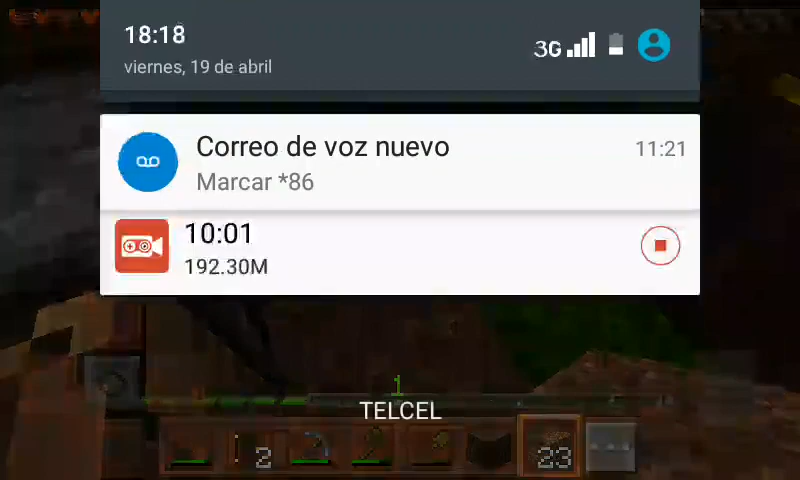 18:18
3G
viernes, 19 de abril
Correo de voz nuevo
11:21
Marcar *86
10:01
192.30M
1
TELCEL
2
23